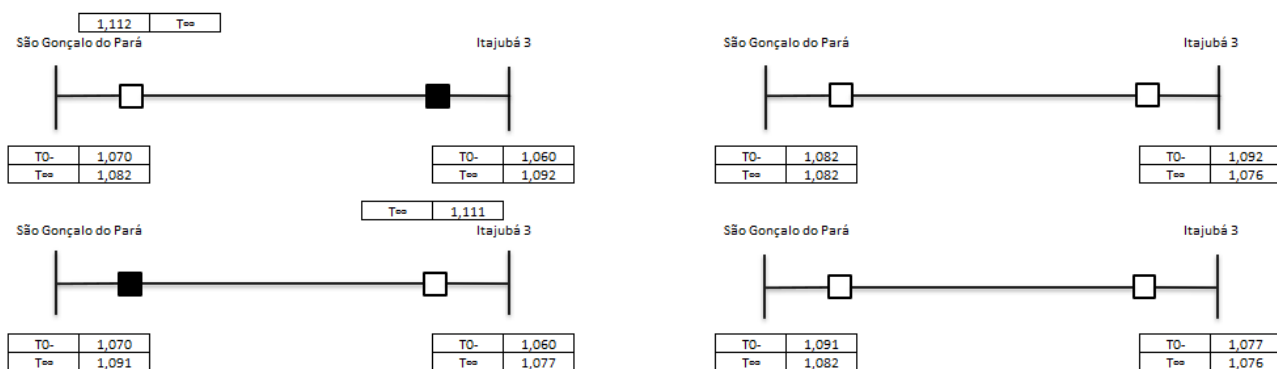 1,112 T∞
São Gonçalo do Pará Itajubá 3 São Gonçalo do Pará Itajubá 3
T0- 1,070 T0- 1,060 T0- 1,082 T0- 1,092
T∞ 1,082 T∞ 1,092 T∞ 1,082 T∞ 1,076
T∞ 1,111
São Gonçalo do Pará Itajubá 3 São Gonçalo do Pará Itajubá 3
T0- 1,070 T0- 1,060 T0- 1,091 T0- 1,077
T∞ 1,091 T∞ 1,077 T∞ 1,082 T∞ 1,076